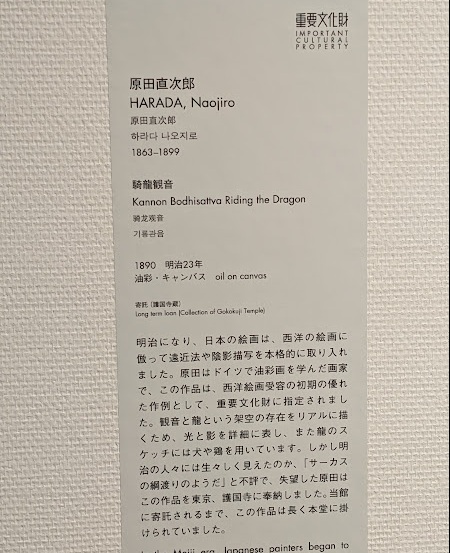 重要文化財
IMPORTANT
CULTURAL
PROPERTY
原田直次郎
HARADA, Naojiro
原田直次郎
하라다 나오지로
1863–1899
騎龍観音
Kannon Bodhisattva Riding the Dragon
骑龙观音
기룡관음
1890　明治23年
油彩・キャンバス　oil on canvas
寄託（護国寺蔵）
Long term loan (Collection of Gokokuji Temple)
明治になり、日本の絵画は、西洋の絵画に
倣って遠近法や陰影描写を本格的に取り入れ
ました。原田はドイツで油彩画を学んだ画家
で、この作品は、西洋絵画受容の初期の優れ
た作例として、重要文化財に指定されまし
た。観音と龍という架空の存在をリアルに描
くため、光と影を詳細に表し、また龍のス
ケッチには犬や鶏を用いています。しかし明
治の人々には生々しく見えたのか、「サーカス
の綱渡りのようだ」と不評で、失望した原田は
この作品を東京、護国寺に奉納しました。当館
に寄託されるまで、この作品は長く本堂に掛
けられていました。
In the Meiji era, Japanese painters began to